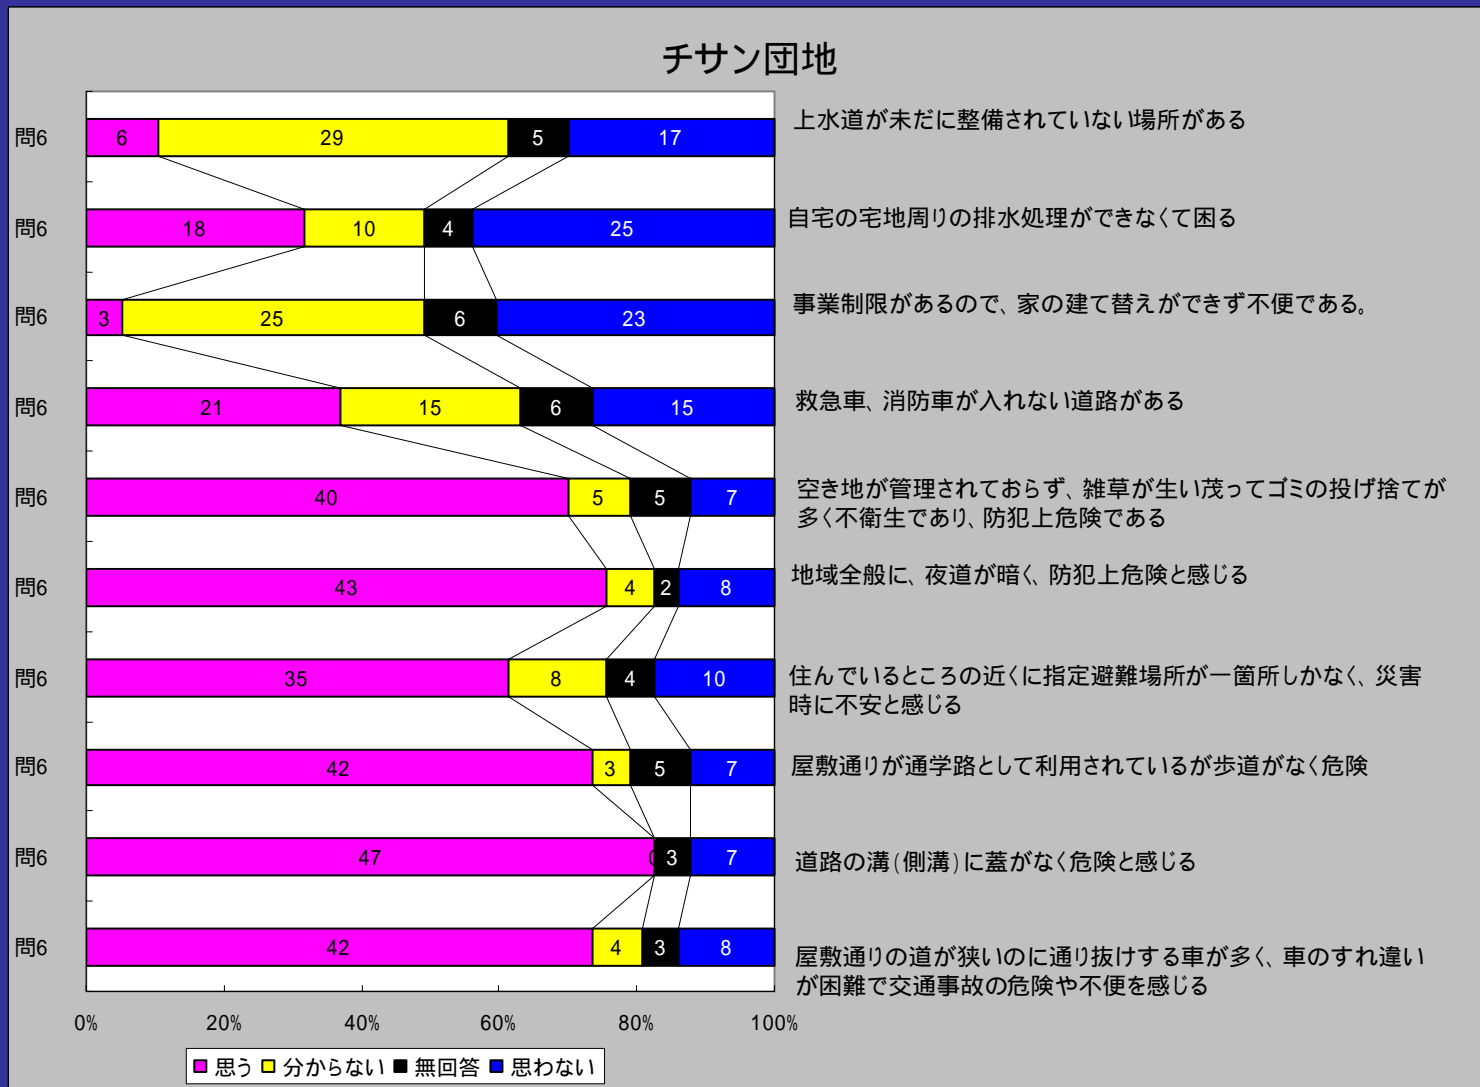 チサン団地
問6 6 29 5 17 上水道が未だに整備されていない場所がある
問6 18 10 4 25 自宅の宅地周りの排水処理ができなくて困る
問6 3 25 6 23 事業制限があるので、家の建て替えができず不便である。
問6 21 15 6 15 救急車、消防車が入れない道路がある
問6 40 5 5 7 空き地が管理されておらず、雑草が生い茂ってゴミの投げ捨てが
多く不衛生であり、防犯上危険である
問6 43 4 2 8 地域全般に、夜道が暗く、防犯上危険と感じる
問6 35 8 4 10 住んでいるところの近くに指定避難場所が一箇所しかなく、災害
時に不安と感じる
問6 42 3 5 7 屋敷通りが通学路として利用されているが歩道がなく危険
問6 47 0 3 7 道路の溝(側溝)に蓋がなく危険と感じる
問6 42 4 3 8 屋敷通りの道が狭いのに通り抜けする車が多く、車のすれ違い
が困難で交通事故の危険や不便を感じる
0% 20% 40% 60% 80% 100%
思う 分からない 無回答 思わない